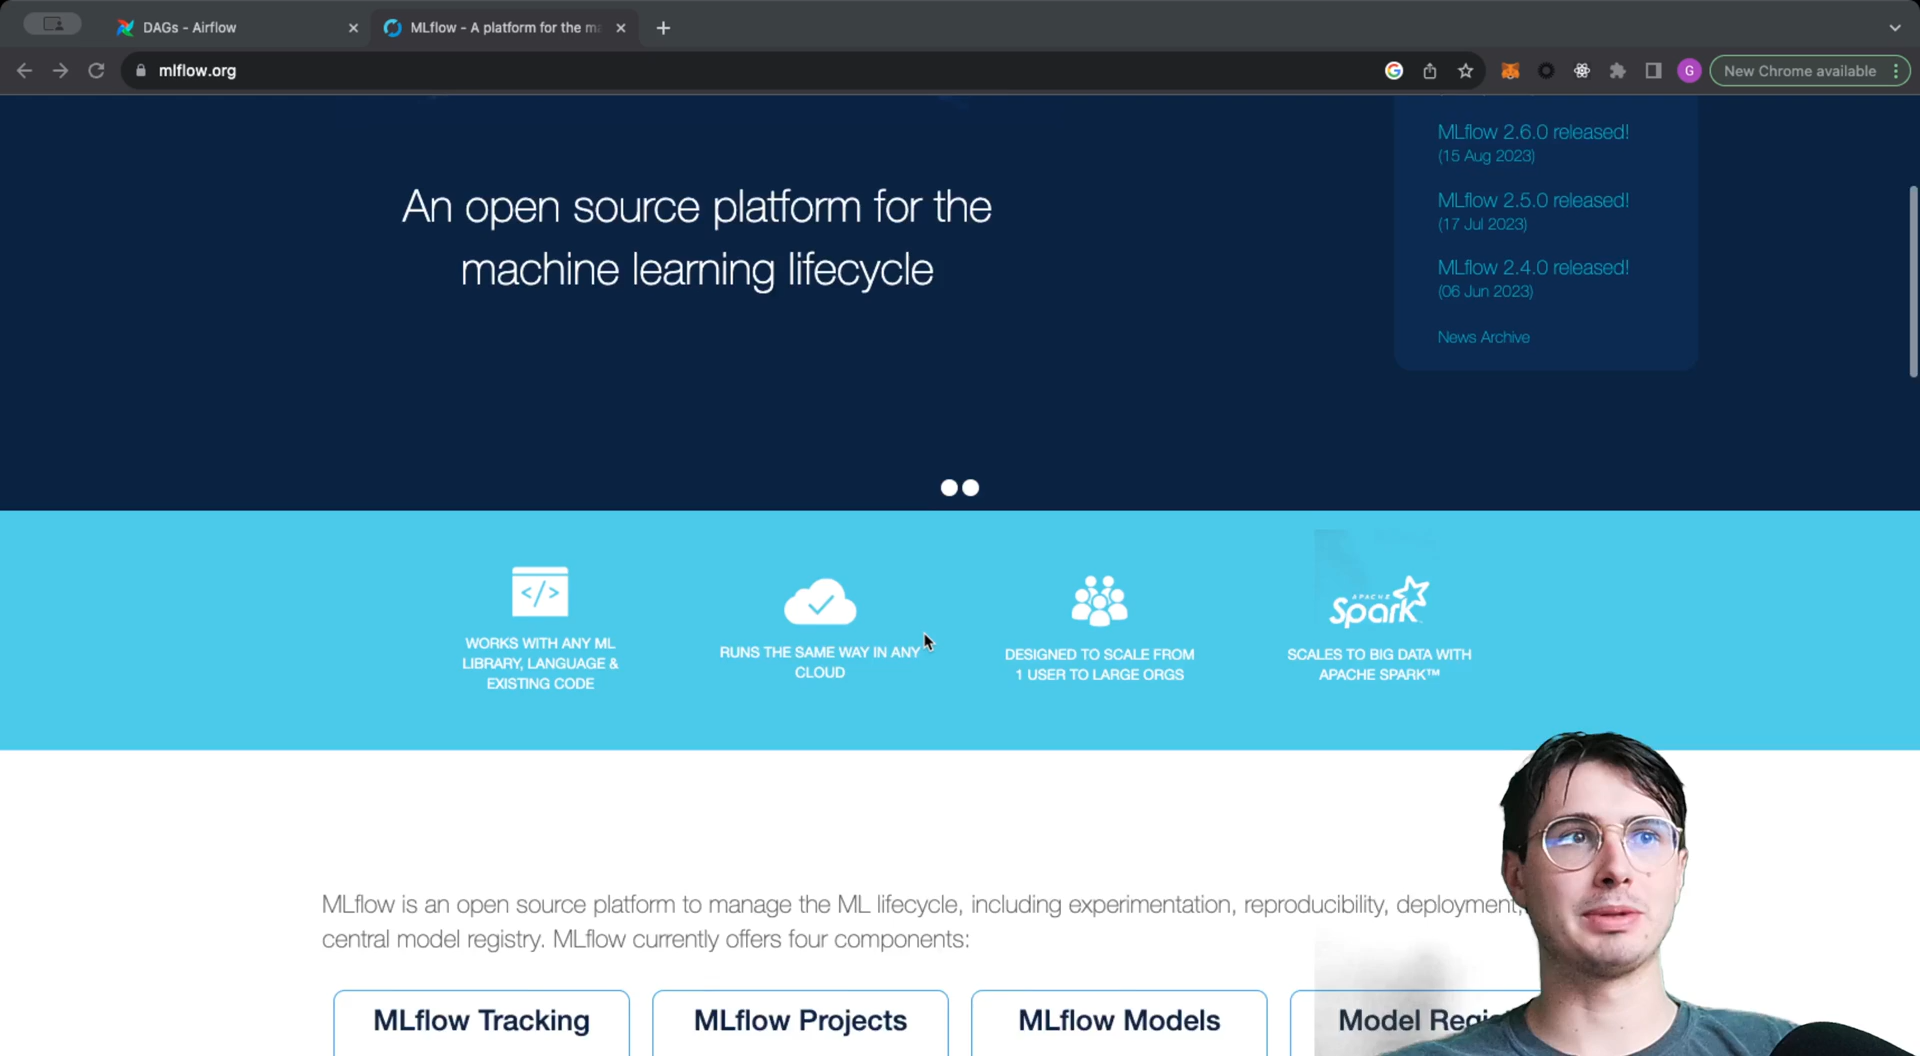 DAGs - Airflow
MLflow - A platform for the ma
mlflow.org
G
New Chrome available
MLflow 2.6.0 released!
(15 Aug 2023)
An open source platform for the
machine learning lifecycle
MLflow 2.5.0 released!
(17 Jul 2023)
MLflow 2.4.0 released!
(06 Jun 2023)
News Archive
</>
WORKS WITH ANY ML
LIBRARY, LANGUAGE &
EXISTING CODE
RUNS THE SAME WAY IN ANY
CLOUD
DESIGNED TO SCALE FROM
1 USER TO LARGE ORGS
APACHE
Spark
SCALES TO BIG DATA WITH
APACHE SPARK™
MLflow is an open source platform to manage the ML lifecycle, including experimentation, reproducibility, deployment,
central model registry. MLflow currently offers four components:
MLflow Tracking
MLflow Projects
MLflow Models
Model Regis